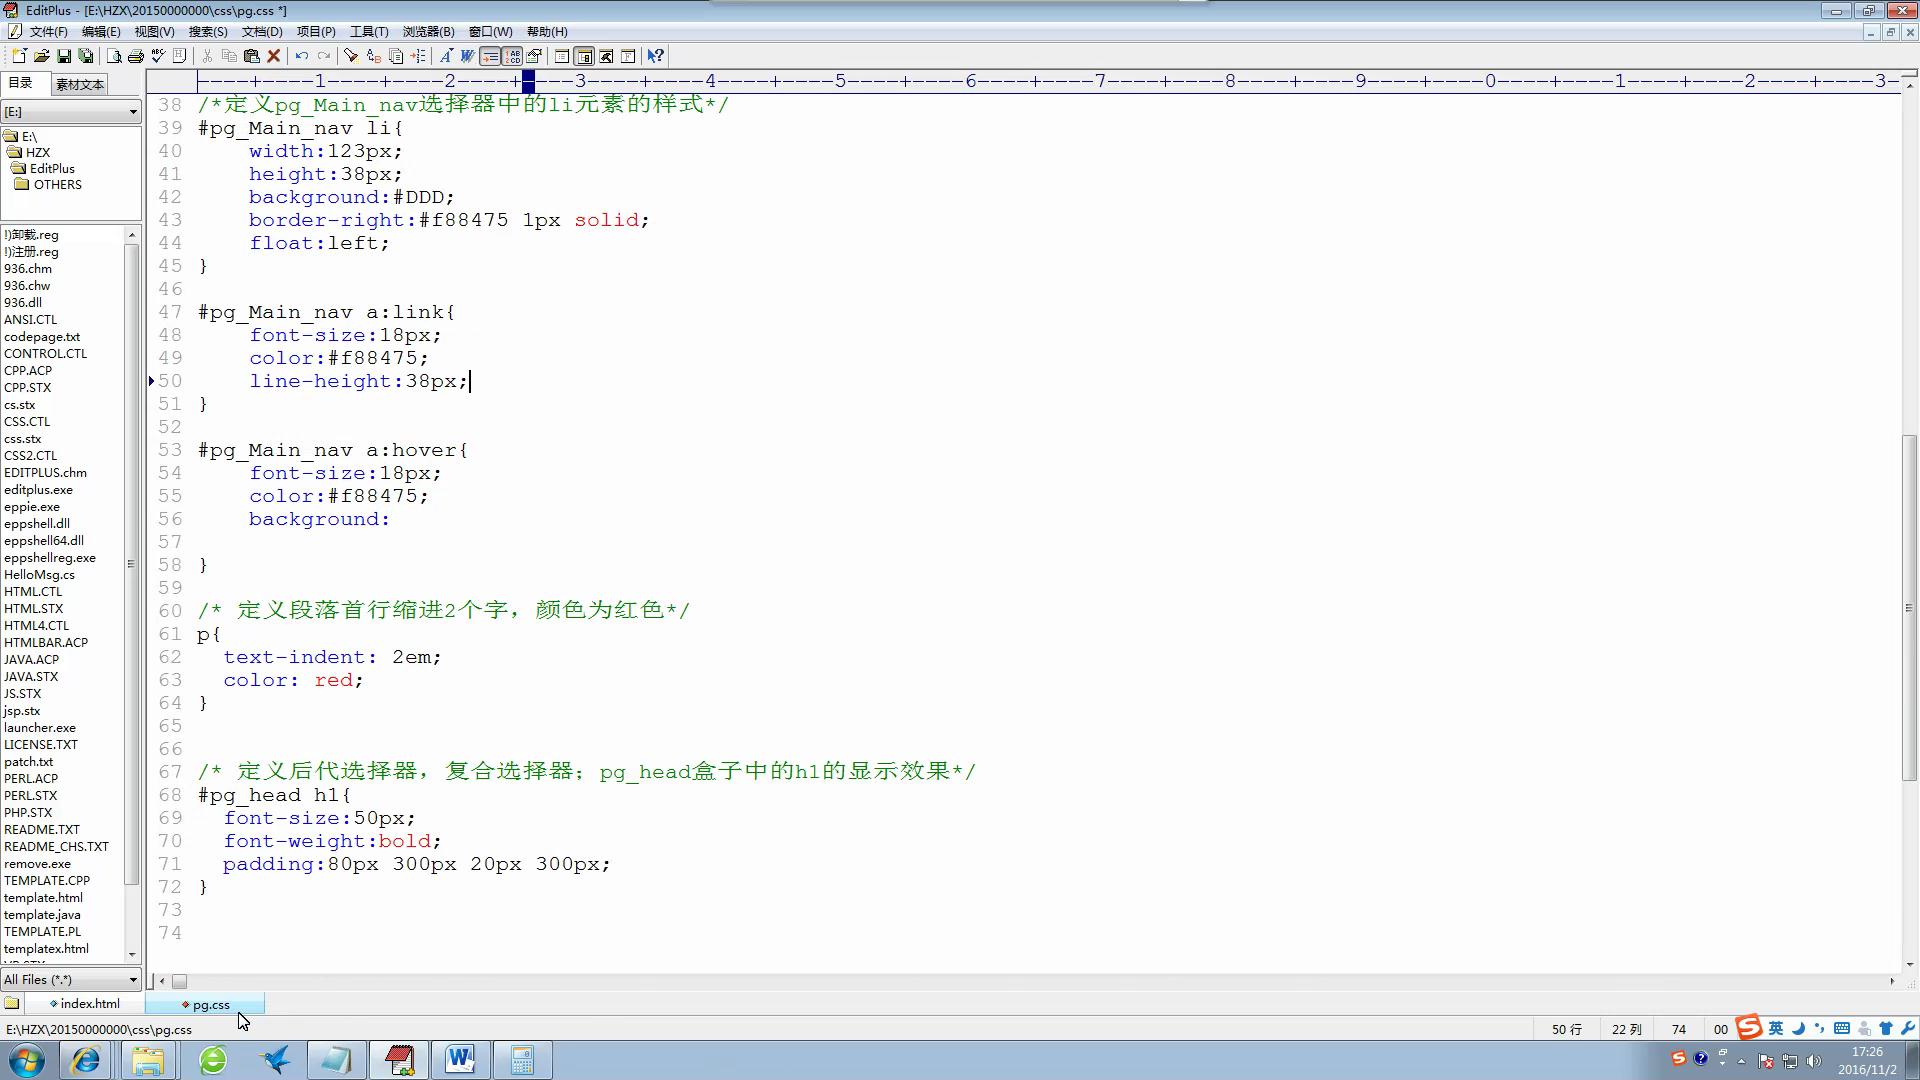 EditPlus - [E:\HZX\20150000000\css\pg.css *]
文件(F) 编辑(E) 视图(V) 搜索(S) 文档(D) 项目(P) 工具(T) 浏览器(B) 窗口(W) 帮助(H)
目录 素材文本
[E:]
E:\
HZX
EditPlus
OTHERS
!)卸载.reg
!)注册.reg
936.chm
936.chw
936.dll
ANSI.CTL
codepage.txt
CONTROL.CTL
CPP.ACP
CPP.STX
cs.stx
CSS.CTL
css.stx
CSS2.CTL
EDITPLUS.chm
editplus.exe
eppie.exe
eppshell.dll
eppshell64.dll
eppshellreg.exe
HelloMsg.cs
HTML.CTL
HTML.STX
HTML4.CTL
HTMLBAR.ACP
JAVA.ACP
JAVA.STX
JS.STX
jsp.stx
launcher.exe
LICENSE.TXT
patch.txt
PERL.ACP
PERL.STX
PHP.STX
README.TXT
README_CHS.TXT
remove.exe
TEMPLATE.CPP
template.html
template.java
TEMPLATE.PL
templatex.html
All Files (*.*)
----+----1----+----2----+----3----+----4----+----5----+----6----+----7----+----8----+----9----+----0----+----1----+----2----+----3-
38 /*定义pg_Main_nav选择器中的li元素的样式*/
39 #pg_Main_nav li{
40 width:123px;
41 height:38px;
42 background:#DDD;
43 border-right:#f88475 1px solid;
44 float:left;
45 }
46
47 #pg_Main_nav a:link{
48 font-size:18px;
49 color:#f88475;
50 line-height:38px;
51 }
52
53 #pg_Main_nav a:hover{
54 font-size:18px;
55 color:#f88475;
56 background:
57
58 }
59
60 /* 定义段落首行缩进2个字，颜色为红色*/
61 p{
62 text-indent: 2em;
63 color: red;
64 }
65
66
67 /* 定义后代选择器，复合选择器；pg_head盒子中的h1的显示效果*/
68 #pg_head h1{
69 font-size:50px;
70 font-weight:bold;
71 padding:80px 300px 20px 300px;
72 }
73
74
index.html pg.css
E:\HZX\20150000000\css\pg.css 50 行 22 列 74 00 英
17:26
2016/11/2